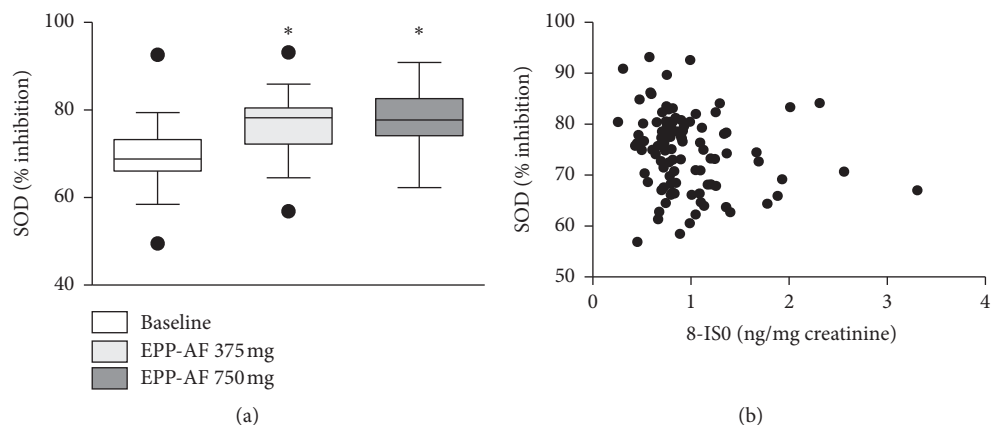 100
80
60
40
SOD (% inhibition)
* *
Baseline
EPP-AF 375 mg
EPP-AF 750 mg
(a)
100
90
80
70
60
50
SOD (% inhibition)
0 1 2 3 4
8-IS0 (ng/mg creatinine)
(b)